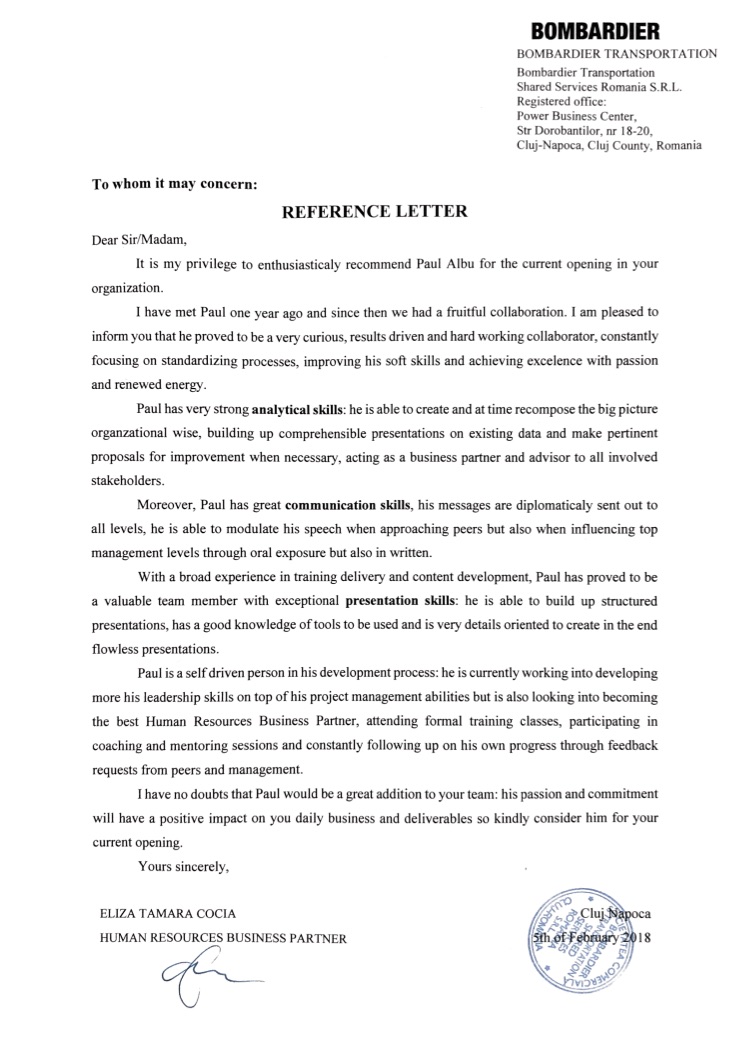 BOMBARDIER
BOMBARDIER TRANSPORTATION
Bombardier Transportation
Shared Services Romania S.R.L.
Registered office:
Power Business Center,
Str Dorobantilor, nr 18-20,
Cluj-Napoca, Cluj County, Romania
To whom it may concern:
REFERENCE LETTER
Dear Sir/Madam,
It is my privilege to enthusiasticaly recommend Paul Albu for the current opening in your
organization.
I have met Paul one year ago and since then we had a fruitful collaboration. I am pleased to
inform you that he proved to be a very curious, results driven and hard working collaborator, constantly
focusing on standardizing processes, improving his soft skills and achieving excelence with passion
and renewed energy.
Paul has very strong analytical skills: he is able to create and at time recompose the big picture
organzational wise, building up comprehensible presentations on existing data and make pertinent
proposals for improvement when necessary, acting as a business partner and advisor to all involved
stakeholders.
Moreover, Paul has great communication skills, his messages are diplomaticaly sent out to
all levels, he is able to modulate his speech when approaching peers but also when influencing top
management levels through oral exposure but also in written.
With a broad experience in training delivery and content development, Paul has proved to be
a valuable team member with exceptional presentation skills: he is able to build up structured
presentations, has a good knowledge of tools to be used and is very details oriented to create in the end
flowless presentations.
Paul is a self driven person in his development process: he is currently working into developing
more his leadership skills on top of his project management abilities but is also looking into becoming
the best Human Resources Business Partner, attending formal training classes, participating in
coaching and mentoring sessions and constantly following up on his own progress through feedback
requests from peers and management.
I have no doubts that Paul would be a great addition to your team: his passion and commitment
will have a positive impact on you daily business and deliverables so kindly consider him for your
current opening.
Yours sincerely,
ELIZA TAMARA COCIA
HUMAN RESOURCES BUSINESS PARTNER
Cluj Napoca
5th of February 2018
SOCIETATEA COMERCIALA
CLUJ-ROMANIA
BOMBARDIER
TRANSPORTATION
SHARED
SERVICES
ROMANIA
S.R.L.